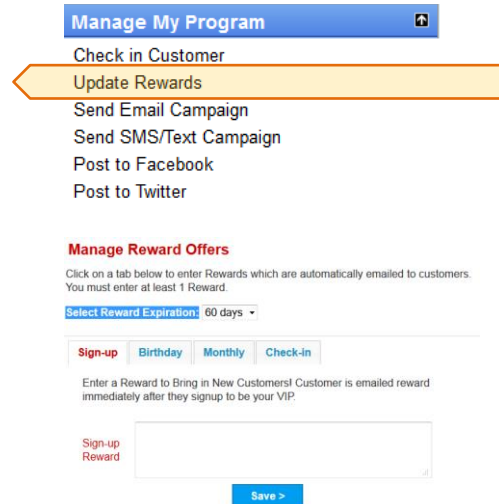 Manage My Program
Check in Customer
Update Rewards
Send Email Campaign
Send SMS/Text Campaign
Post to Facebook
Post to Twitter
Manage Reward Offers
Click on a tab below to enter Rewards which are automatically emailed to customers.
You must enter at least 1 Reward.
Select Reward Expiration: 60 days
Sign-up Birthday Monthly Check-in
Enter a Reward to Bring in New Customers! Customer is emailed reward
immediately after they signup to be your VIP.
Sign-up
Reward
Save >